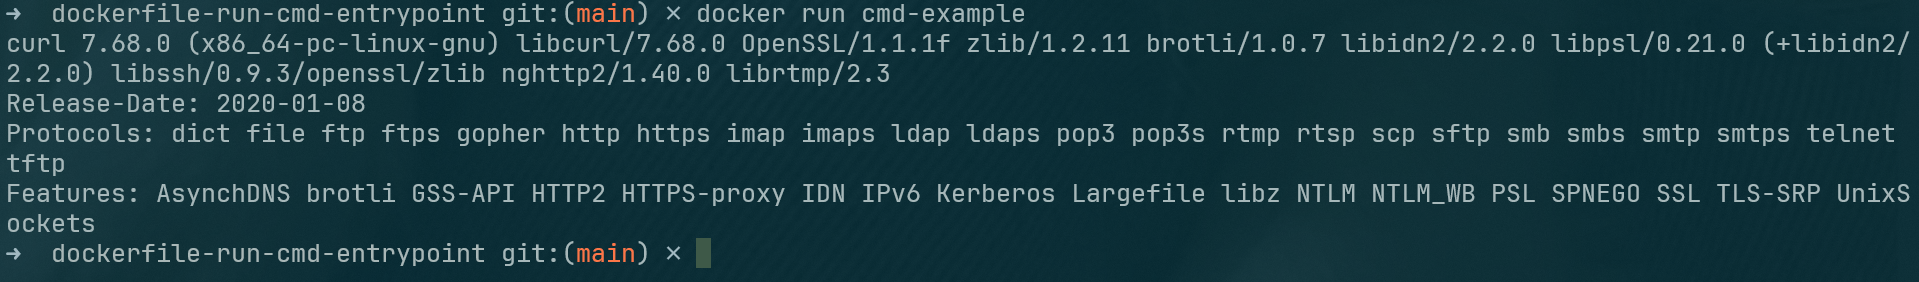 ➜  dockerfile-run-cmd-entrypoint git:(main) ✗ docker run cmd-example
curl 7.68.0 (x86_64-pc-linux-gnu) libcurl/7.68.0 OpenSSL/1.1.1f zlib/1.2.11 brotli/1.0.7 libidn2/2.2.0 libpsl/0.21.0 (+libidn2/
2.2.0) libssh/0.9.3/openssl/zlib nghttp2/1.40.0 librtmp/2.3
Release-Date: 2020-01-08
Protocols: dict file ftp ftps gopher http https imap imaps ldap ldaps pop3 pop3s rtmp rtsp scp sftp smb smbs smtp smtps telnet
tftp
Features: AsynchDNS brotli GSS-API HTTP2 HTTPS-proxy IDN IPv6 Kerberos Largefile libz NTLM NTLM_WB PSL SPNEGO SSL TLS-SRP UnixS
ockets
➜  dockerfile-run-cmd-entrypoint git:(main) ✗